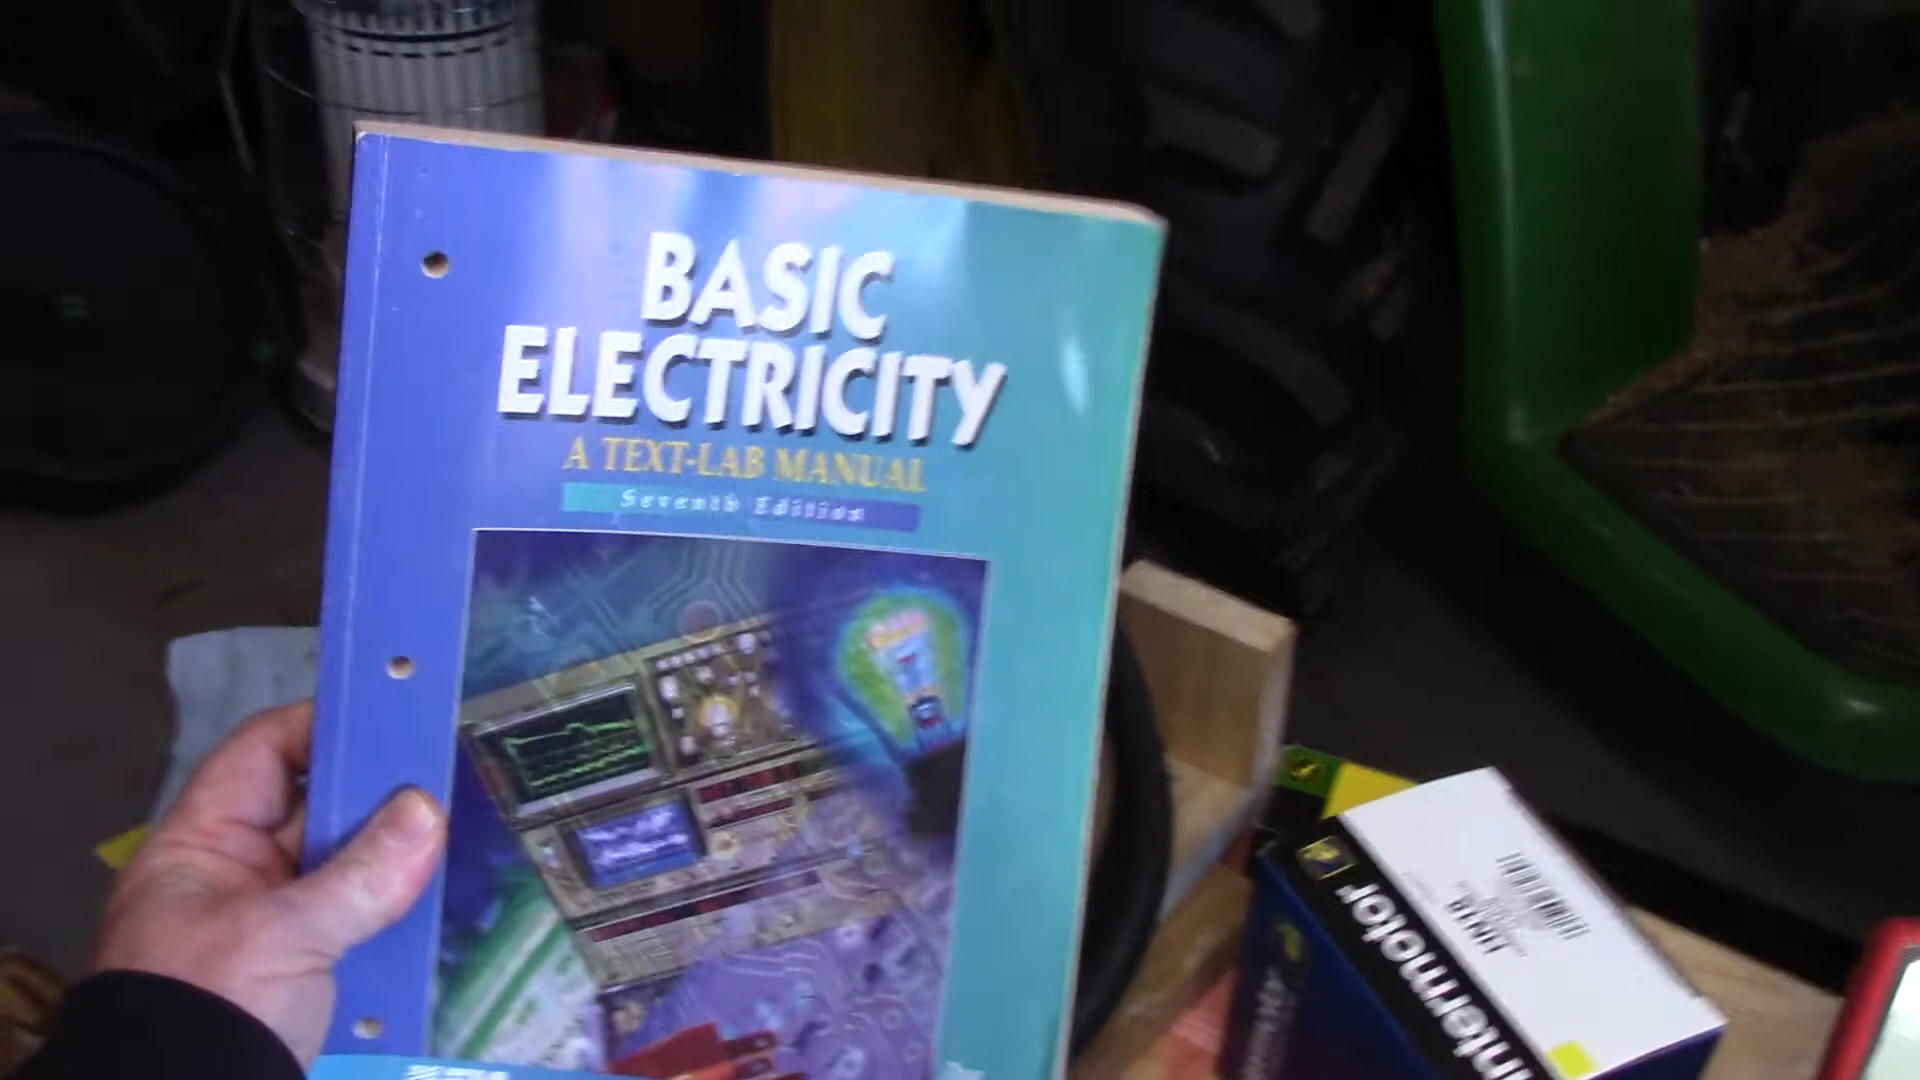 BASIC
ELECTRICITY
A TEXT-LAB MANUAL
Seventh Edition
Intermotor